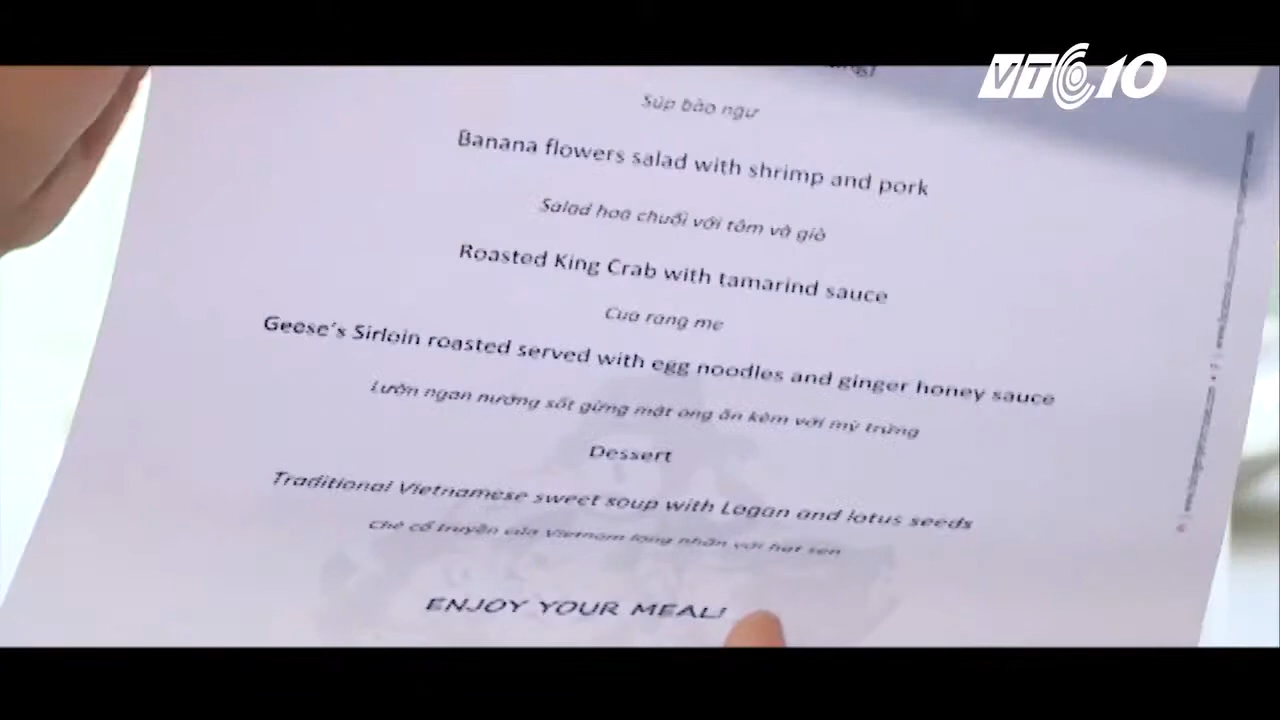 VTC10
Súp bào ngư
Banana flowers salad with shrimp and pork
Salad hoa chuối với tôm và giò
Roasted King Crab with tamarind sauce
Cua rang me
Geese's Sirloin roasted served with egg noodles and ginger honey sauce
Lườn ngan nướng sốt gừng mật ong ăn kèm với mỳ trứng
Dessert
Traditional Vietnamese sweet soup with Logan and lotus seeds
Chè cổ truyền của Vietnam long nhãn với hạt sen
ENJOY YOUR MEAL!